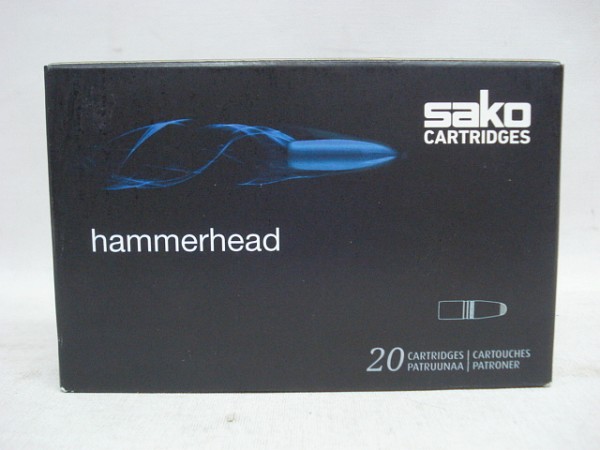 sako
CARTRIDGES
hammerhead
20 CARTRIDGES | CARTOUCHES
PATRUUNAA | PATRONER